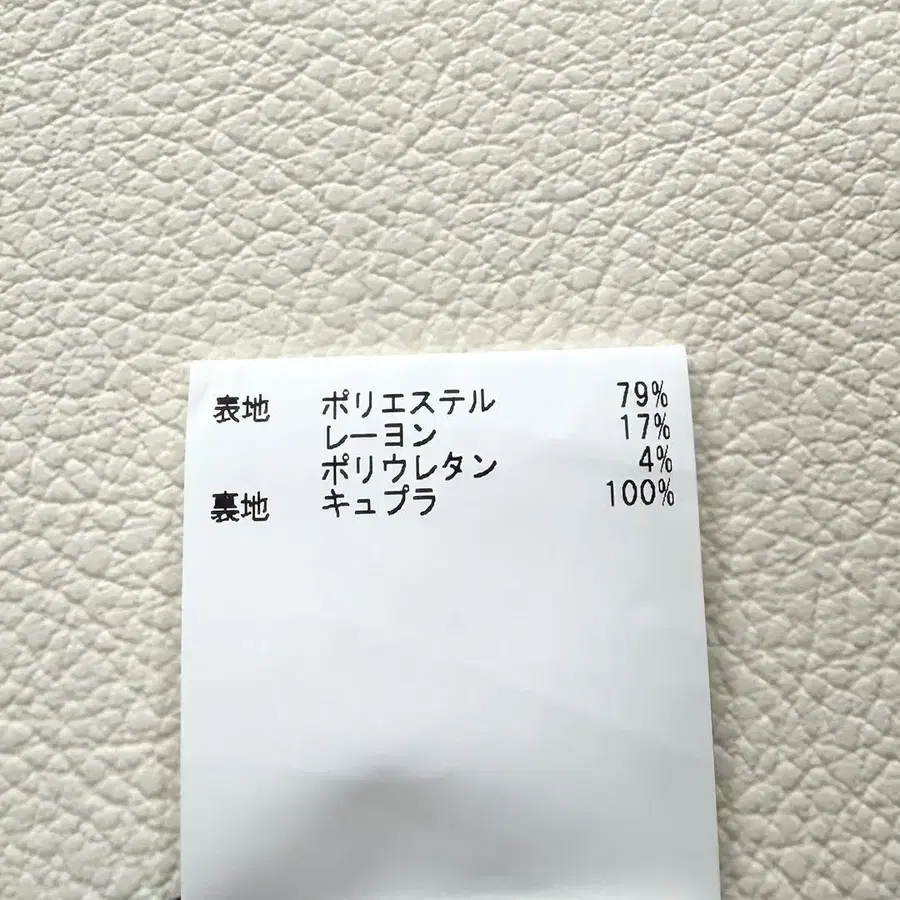 表地 ポリエステル 79%
レーヨン 17%
ポリウレタン 4%
裏地 キュプラ 100%